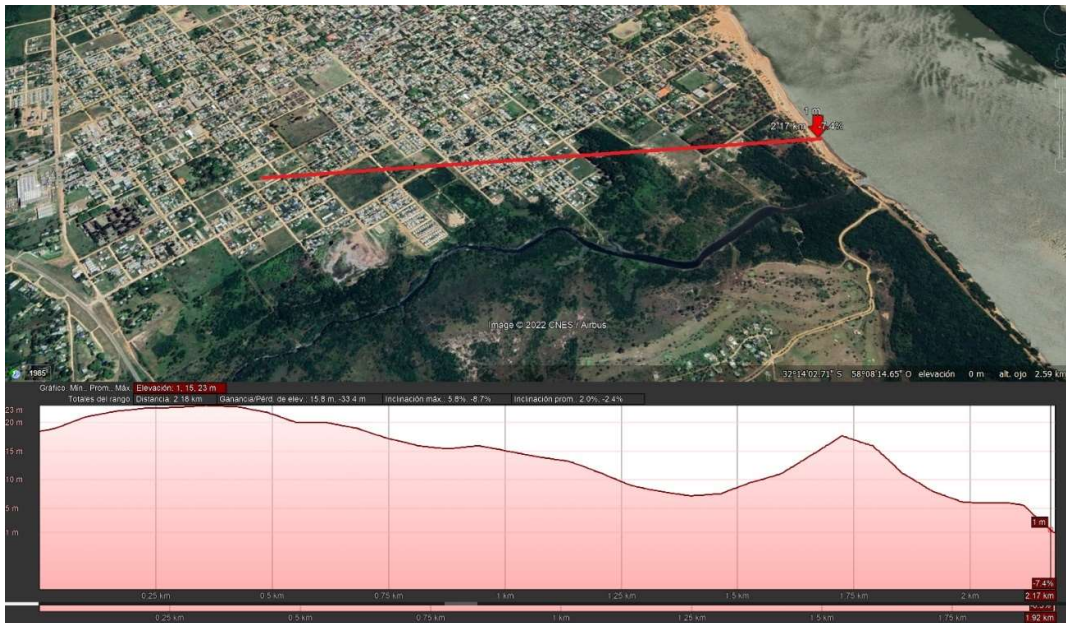 1 m
2.17 km -7.4%
Image © 2022 CNES / Airbus
1985
32°14'02.71" S 58°08'14.65" O elevación 0 m alt. ojo 2.59 km
Gráfico: Mín., Prom., Máx. Elevación: 1, 15, 23 m
Totales del rango: Distancia: 2.18 km Ganancia/Pérd. de elev.: 15.8 m, -33.4 m Inclinación máx.: 5.8%, -8.7% Inclinación prom.: 2.0%, -2.4%
23 m
20 m
15 m
10 m
5 m
1 m
1 m
-7.4%
0.25 km 0.5 km 0.75 km 1 km 1.25 km 1.5 km 1.75 km 2 km 2.17 km
0.25 km 0.5 km 0.75 km 1 km 1.25 km 1.5 km 1.75 km 1.92 km